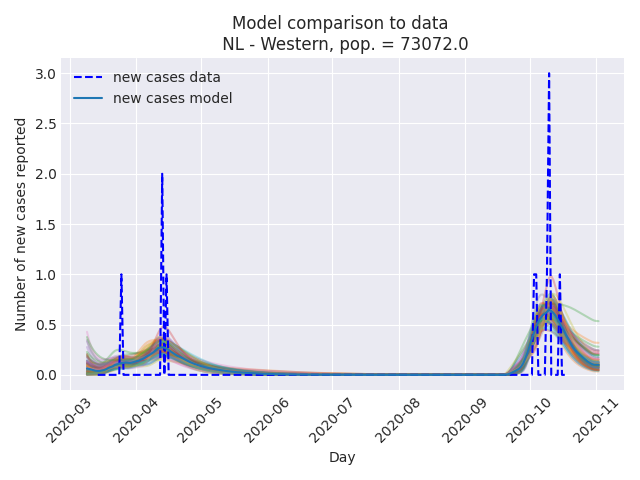 Model comparison to data
NL - Western, pop. = 73072.0
new cases data
new cases model
Number of new cases reported
3.0
2.5
2.0
1.5
1.0
0.5
0.0
2020-03
2020-04
2020-05
2020-06
2020-07
2020-08
2020-09
2020-10
2020-11
Day